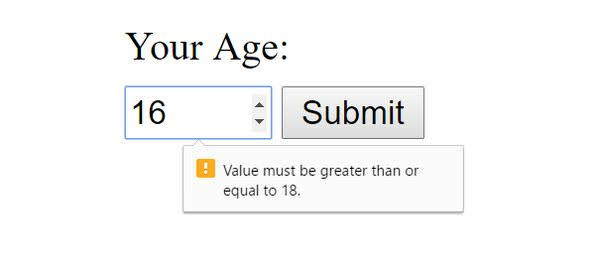 Your Age:
16 Submit
Value must be greater than or
equal to 18.